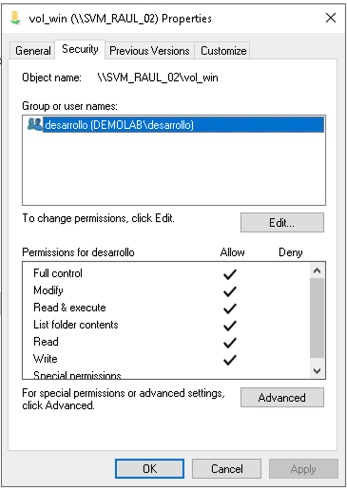 vol_win (\\SVM_RAUL_02) Properties
General Security Previous Versions Customize
Object name: \\SVM_RAUL_02\vol_win
Group or user names:
desarrollo (DEMOLAB\desarrollo)
To change permissions, click Edit. Edit...
Permissions for desarrollo Allow Deny
Full control
Modify
Read & execute
List folder contents
Read
Write
Special permissions
For special permissions or advanced settings, click Advanced. Advanced
OK Cancel Apply